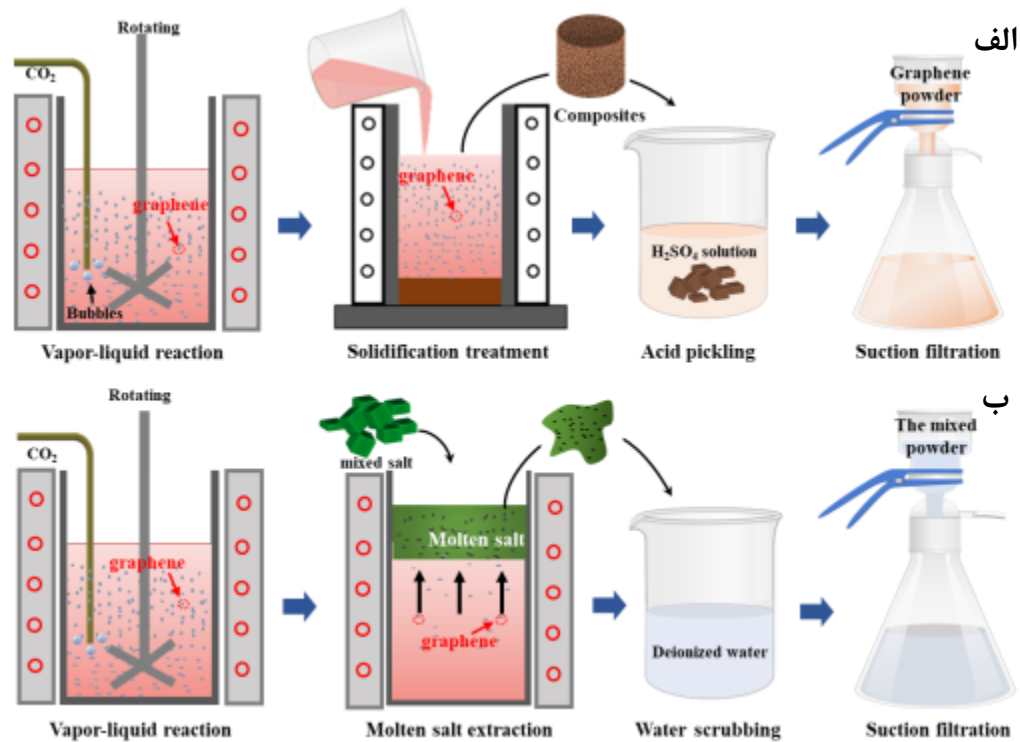 الف
Rotating
CO₂
graphene
Bubbles
Vapor-liquid reaction
graphene
Solidification treatment
Composites
H₂SO₄ solution
Acid pickling
Graphene
powder
Suction filtration
ب
Rotating
CO₂
graphene
Vapor-liquid reaction
mixed salt
Molten salt
graphene
Molten salt extraction
Deionized water
Water scrubbing
The mixed
powder
Suction filtration